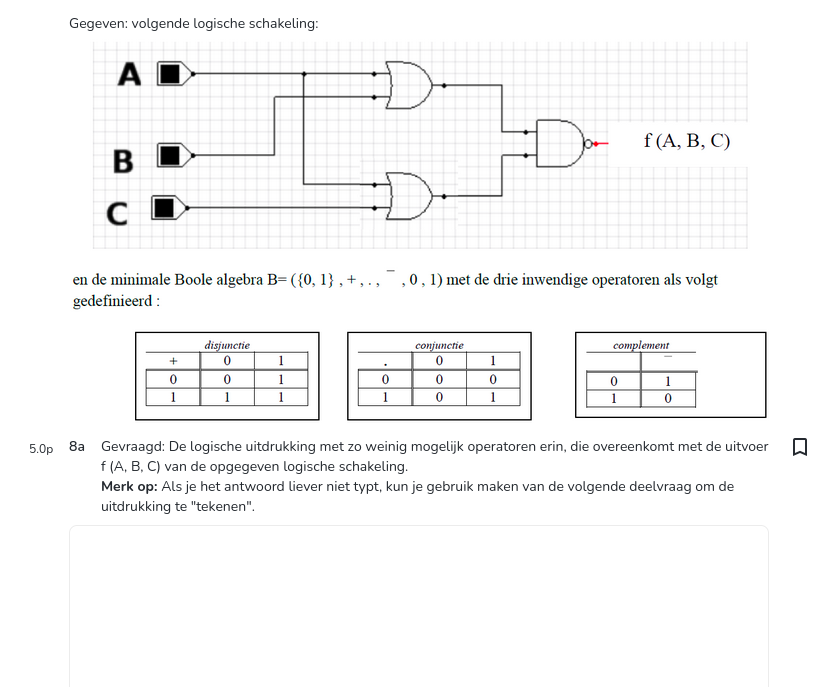 Gegeven: volgende logische schakeling:
A
B
C
f (A, B, C)
en de minimale Boole algebra B= ({0, 1} , + , . , ¯ , 0 , 1) met de drie inwendige operatoren als volgt
gedefinieerd :
disjunctie
+ 0 1
0 0 1
1 1 1
conjunctie
. 0 1
0 0 0
1 0 1
complement
¯
0 1
1 0
5.0p 8a Gevraagd: De logische uitdrukking met zo weinig mogelijk operatoren erin, die overeenkomt met de uitvoer
f (A, B, C) van de opgegeven logische schakeling.
Merk op: Als je het antwoord liever niet typt, kun je gebruik maken van de volgende deelvraag om de
uitdrukking te "tekenen".